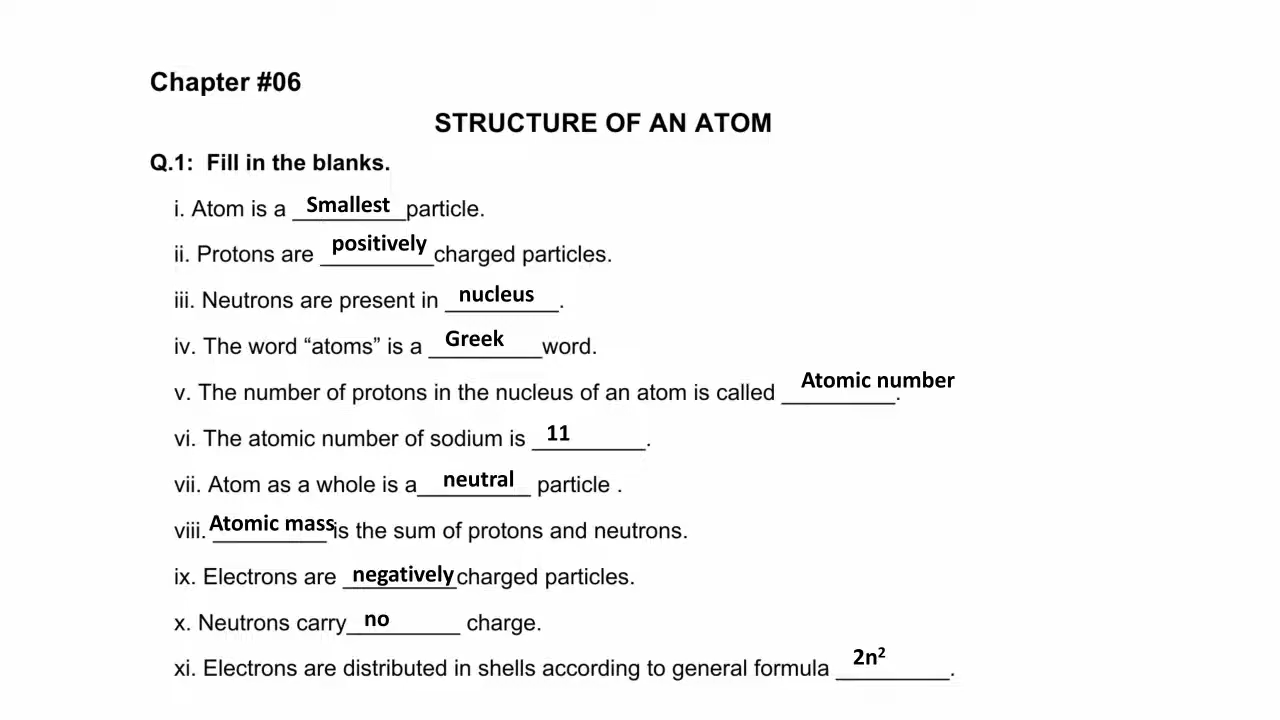 Chapter #06
STRUCTURE OF AN ATOM
Q.1: Fill in the blanks.
i. Atom is a Smallest particle.
ii. Protons are positively charged particles.
iii. Neutrons are present in nucleus.
iv. The word “atoms” is a Greek word.
v. The number of protons in the nucleus of an atom is called Atomic number.
vi. The atomic number of sodium is 11.
vii. Atom as a whole is a neutral particle .
viii. Atomic mass is the sum of protons and neutrons.
ix. Electrons are negatively charged particles.
x. Neutrons carry no charge.
xi. Electrons are distributed in shells according to general formula 2n².